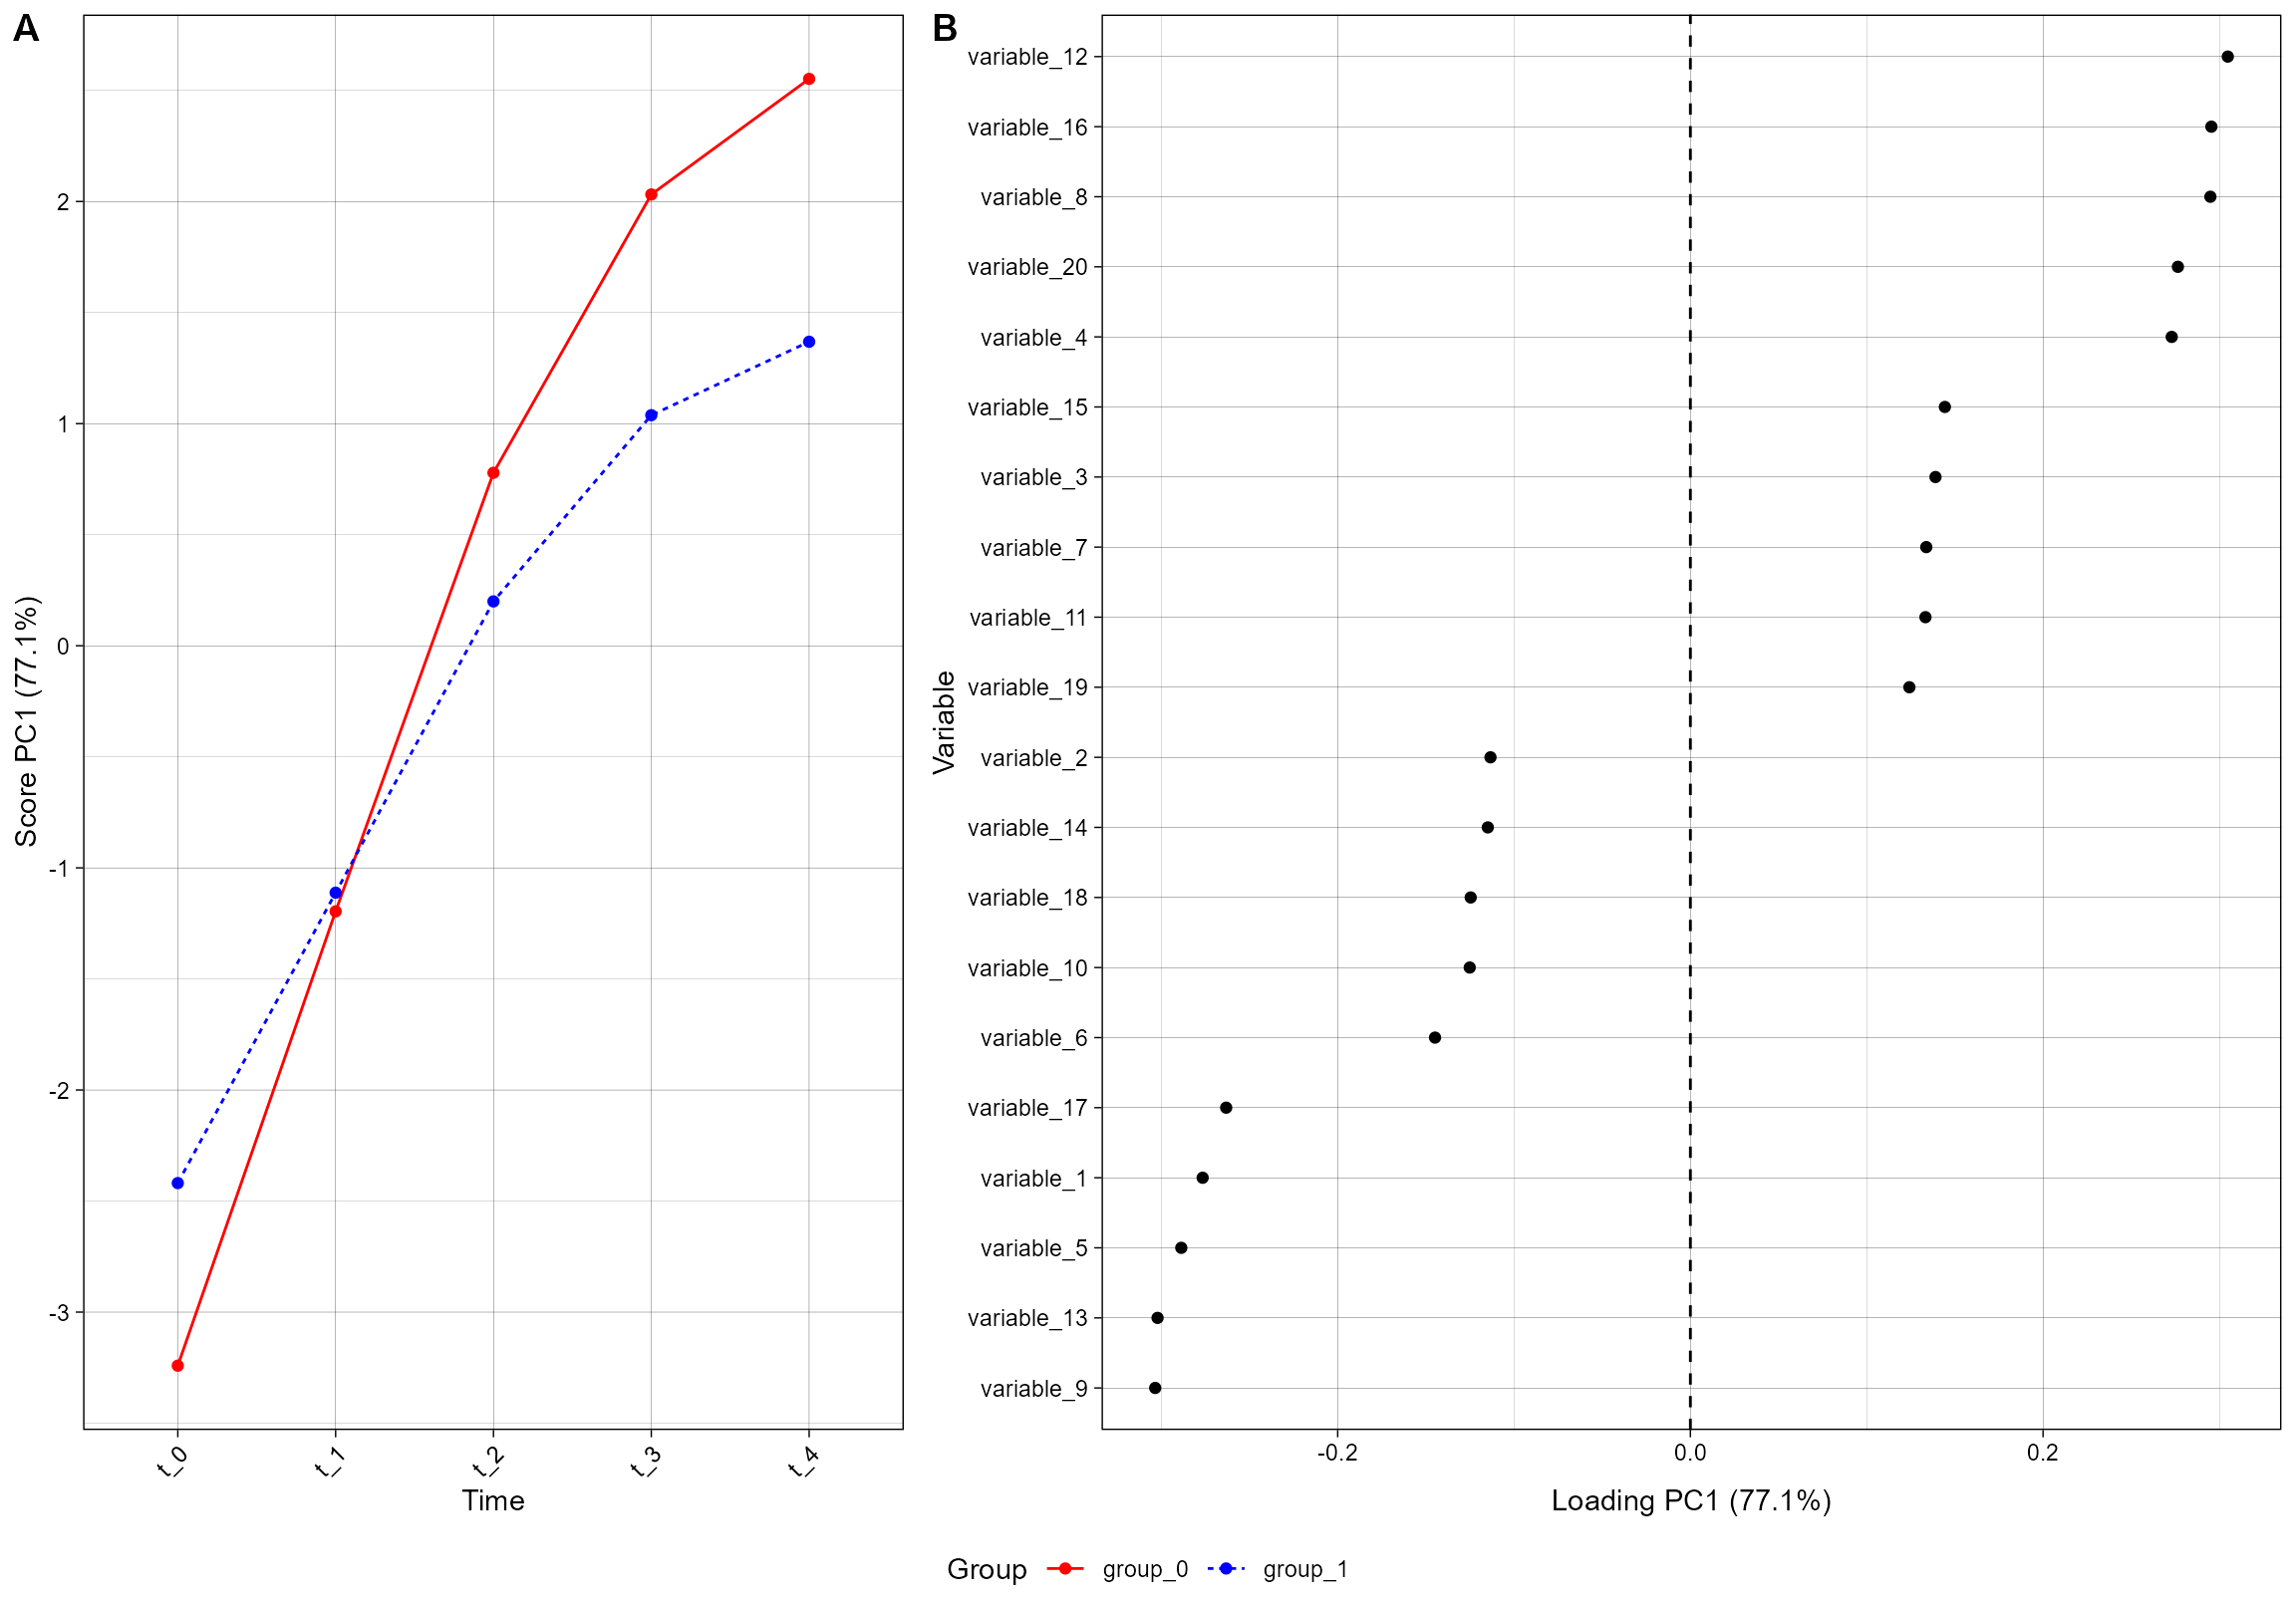 A
Score PC1 (77.1%)
2
1
0
-1
-2
-3
t_0
t_1
t_2
t_3
t_4
Time
B
Variable
variable_12
variable_16
variable_8
variable_20
variable_4
variable_15
variable_3
variable_7
variable_11
variable_19
variable_2
variable_14
variable_18
variable_10
variable_6
variable_17
variable_1
variable_5
variable_13
variable_9
-0.2
0.0
0.2
Loading PC1 (77.1%)
Group group_0 group_1